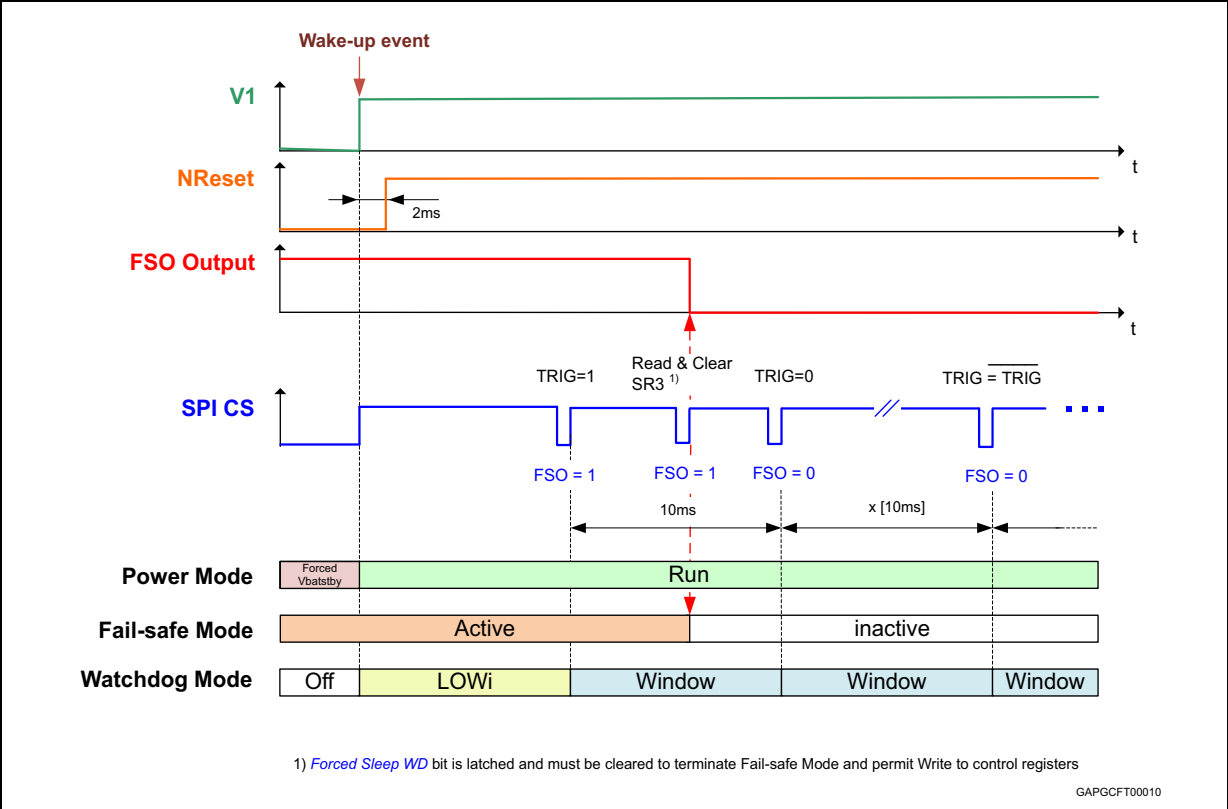 Wake-up event
V1
t
NReset
2ms
t
FSO Output
t
TRIG=1
Read & Clear
SR3 1)
TRIG=0
TRIG = TRIG
SPI CS
FSO = 1
FSO = 1
FSO = 0
FSO = 0
10ms
x [10ms]
Power Mode
Forced
Vbatstby
Run
Fail-safe Mode
Active
inactive
Watchdog Mode
Off
LOWi
Window
Window
Window
1) Forced Sleep WD bit is latched and must be cleared to terminate Fail-safe Mode and permit Write to control registers
GAPGCFT00010